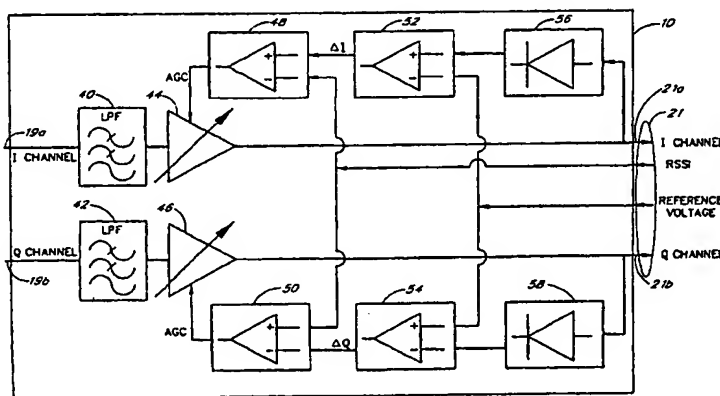 48
52
56
10
ΔI
AGC
21a
21
40
44
LPF
19a
I CHANNEL
I CHANNEL
RSSI
42
46
LPF
REFERENCE
VOLTAGE
Q CHANNEL
Q CHANNEL
19b
21b
50
54
58
AGC
ΔQ
+
−
+
−
+
−
+
−